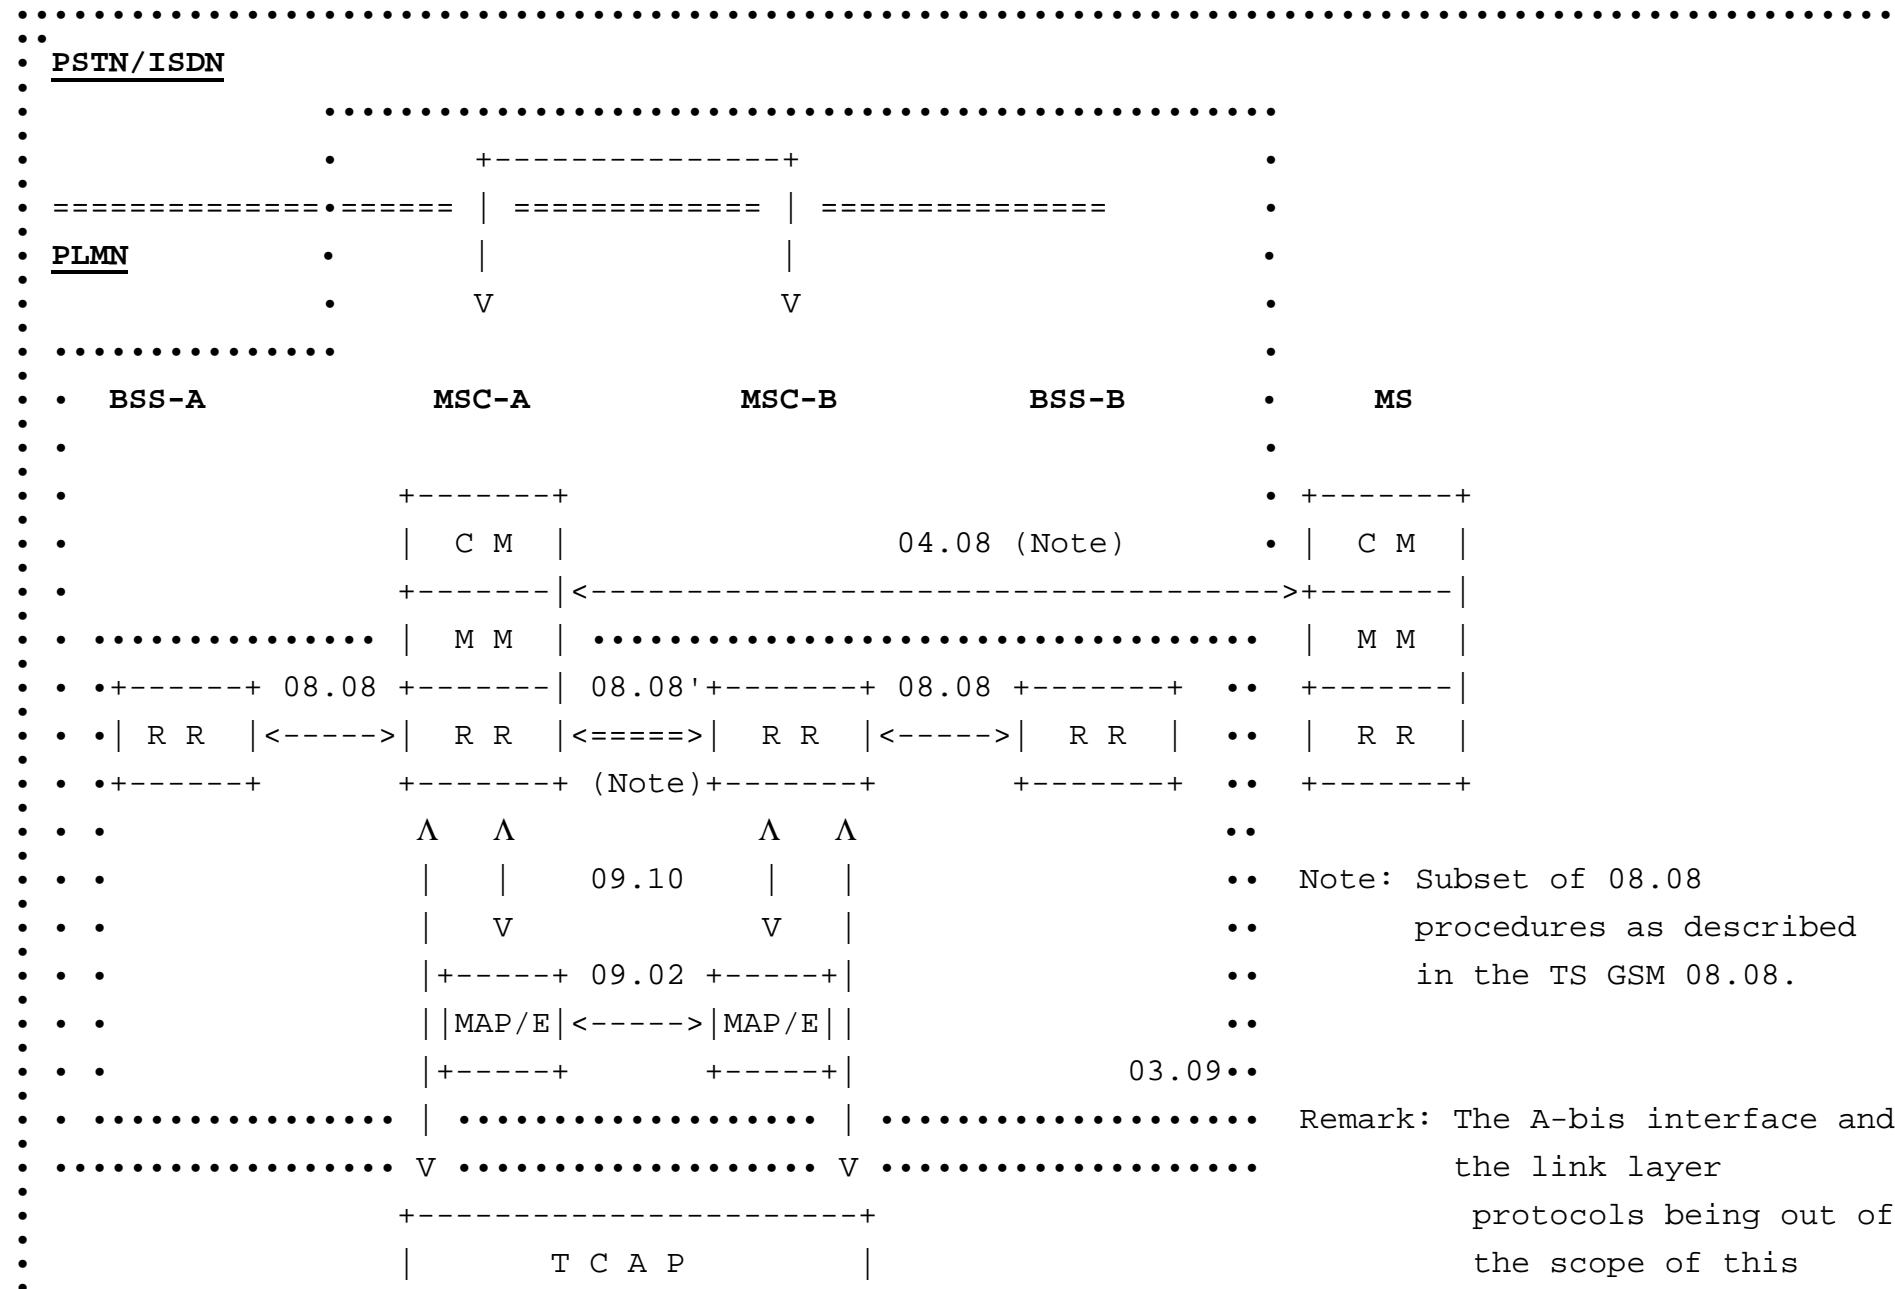 PSTN/ISDN
+---------------+
============== ====== | ============= | ===============
PLMN | |
V V
BSS-A MSC-A MSC-B BSS-B MS
+-------+ +-------+
| C M | 04.08 (Note) | C M |
+-------|<------------------------------------>+-------|
| M M | | M M |
+------+ 08.08 +-------| 08.08'+-------+ 08.08 +-------+ +-------|
| R R |<----->| R R |<=====>| R R |<----->| R R | | R R |
+------+ +-------+ (Note)+-------+ +-------+ +-------+
Λ Λ Λ Λ
| | 09.10 | | Note: Subset of 08.08
| V V | procedures as described
|+-----+ 09.02 +-----+| in the TS GSM 08.08.
||MAP/E|<----->|MAP/E||
|+-----+ +-----+| 03.09
| | Remark: The A-bis interface and
V V the link layer
+-----------------------+ protocols being out of
| T C A P | the scope of this